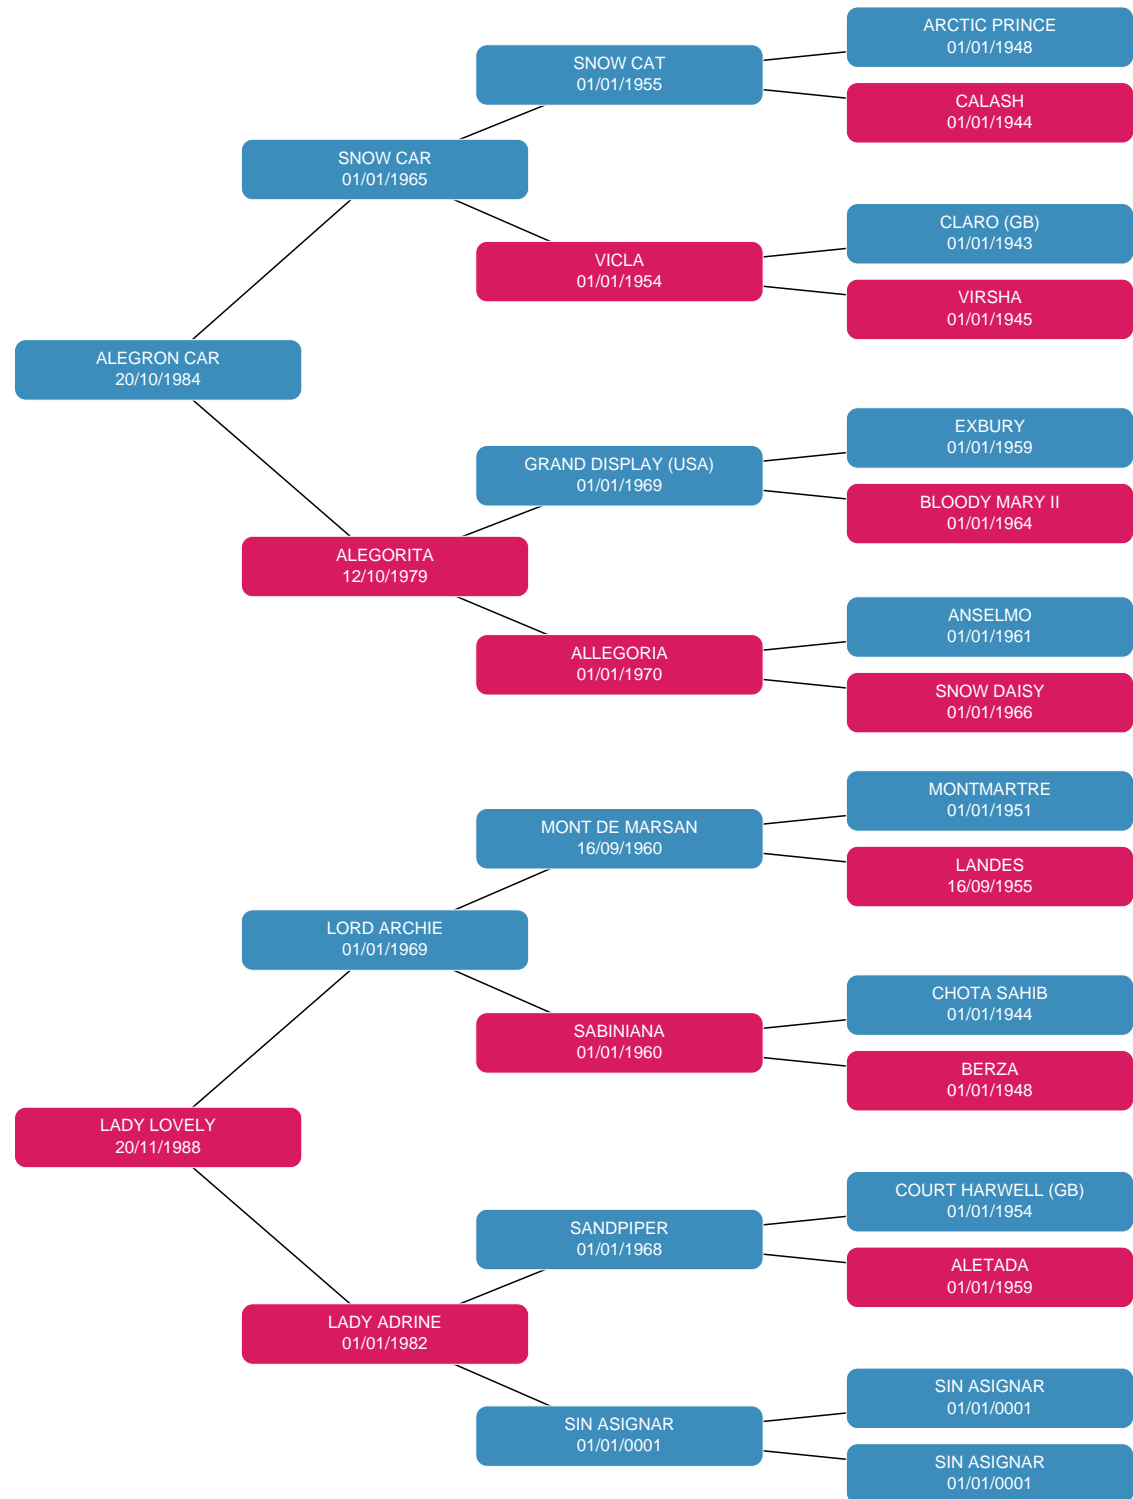 ARCTIC PRINCE
01/01/1948
SNOW CAT
01/01/1955
CALASH
01/01/1944
SNOW CAR
01/01/1965
CLARO (GB)
01/01/1943
VICLA
01/01/1954
VIRSHA
01/01/1945
ALEGRON CAR
20/10/1984
EXBURY
01/01/1959
GRAND DISPLAY (USA)
01/01/1969
BLOODY MARY II
01/01/1964
ALEGORITA
12/10/1979
ANSELMO
01/01/1961
ALLEGORIA
01/01/1970
SNOW DAISY
01/01/1966
MONTMARTRE
01/01/1951
MONT DE MARSAN
16/09/1960
LANDES
16/09/1955
LORD ARCHIE
01/01/1969
CHOTA SAHIB
01/01/1944
SABINIANA
01/01/1960
BERZA
01/01/1948
LADY LOVELY
20/11/1988
COURT HARWELL (GB)
01/01/1954
SANDPIPER
01/01/1968
ALETADA
01/01/1959
LADY ADRINE
01/01/1982
SIN ASIGNAR
01/01/0001
SIN ASIGNAR
01/01/0001
SIN ASIGNAR
01/01/0001